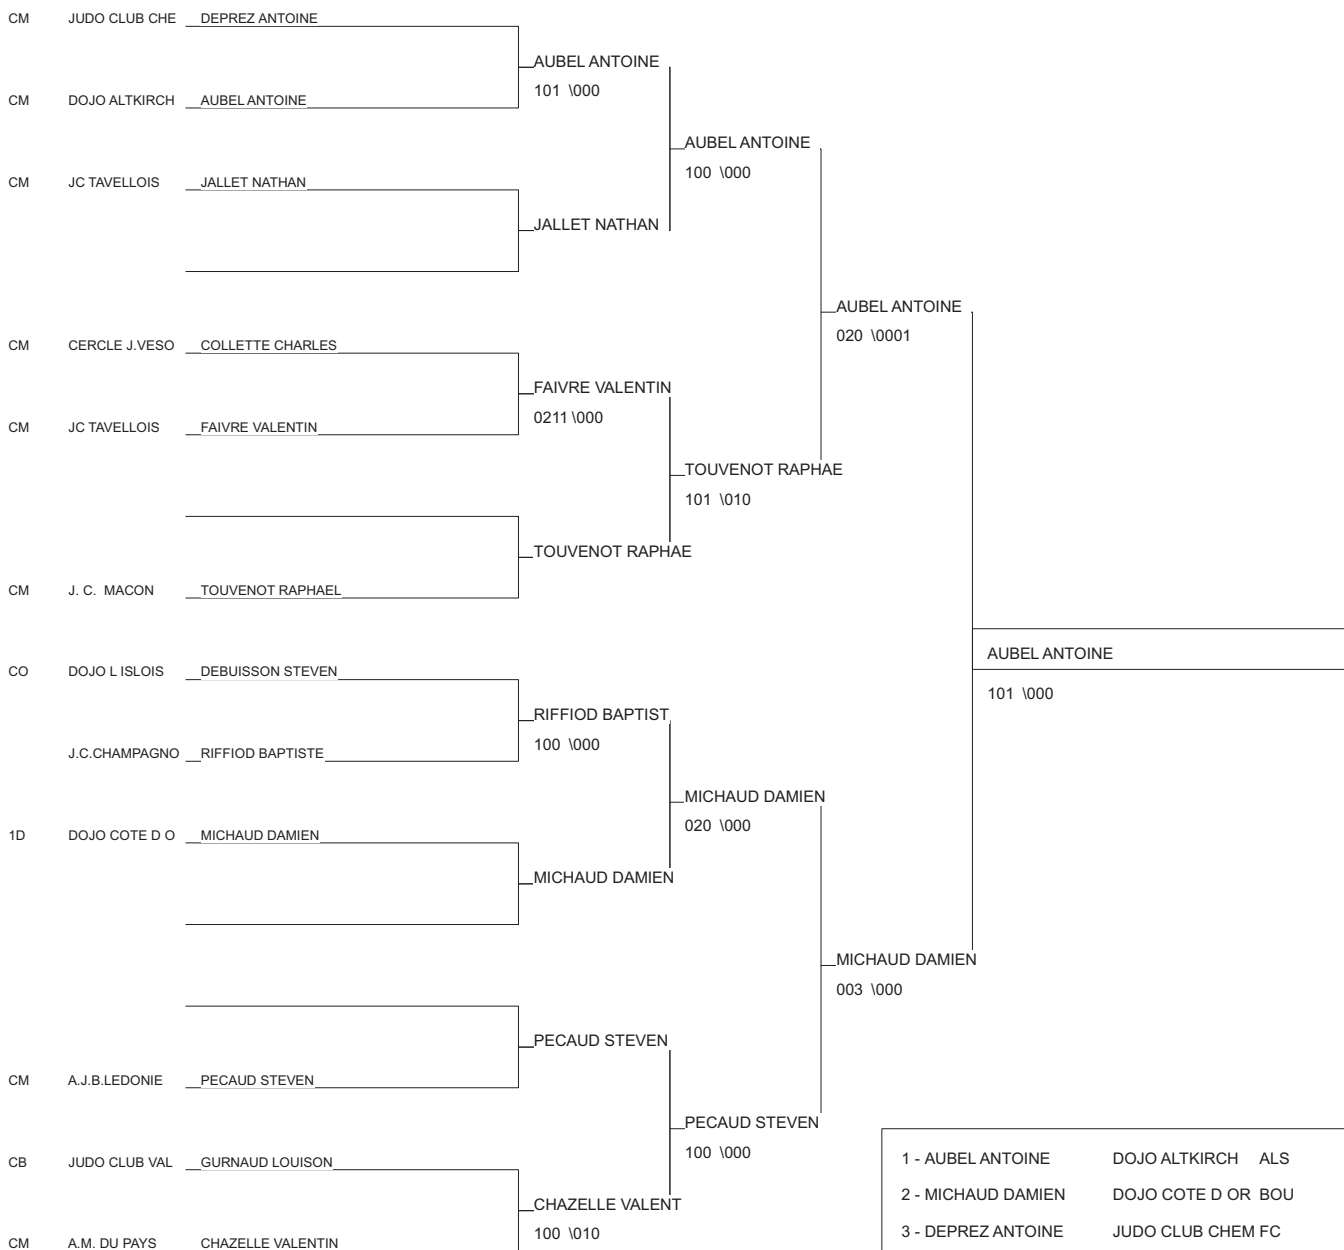 CM JUDO CLUB CHE DEPREZ ANTOINE
AUBEL ANTOINE
101 \000
CM DOJO ALTKIRCH AUBEL ANTOINE
AUBEL ANTOINE
100 \000
CM JC TAVELLOIS JALLET NATHAN
JALLET NATHAN
AUBEL ANTOINE
020 \0001
CM CERCLE J.VESO COLLETTE CHARLES
FAIVRE VALENTIN
0211 \000
CM JC TAVELLOIS FAIVRE VALENTIN
TOUVENOT RAPHAE
101 \010
TOUVENOT RAPHAE
CM J. C. MACON TOUVENOT RAPHAEL
AUBEL ANTOINE
101 \000
CO DOJO L ISLOIS DEBUISSON STEVEN
RIFFIOD BAPTIST
100 \000
J.C.CHAMPAGNO RIFFIOD BAPTISTE
MICHAUD DAMIEN
020 \000
1D DOJO COTE D O MICHAUD DAMIEN
MICHAUD DAMIEN
MICHAUD DAMIEN
003 \000
PECAUD STEVEN
CM A.J.B.LEDONIE PECAUD STEVEN
PECAUD STEVEN
100 \000
CB JUDO CLUB VAL GURNAUD LOUISON
CHAZELLE VALENT
100 \010
CM A.M. DU PAYS CHAZELLE VALENTIN
1 - AUBEL ANTOINE DOJO ALTKIRCH ALS
2 - MICHAUD DAMIEN DOJO COTE D OR BOU
3 - DEPREZ ANTOINE JUDO CLUB CHEM FC